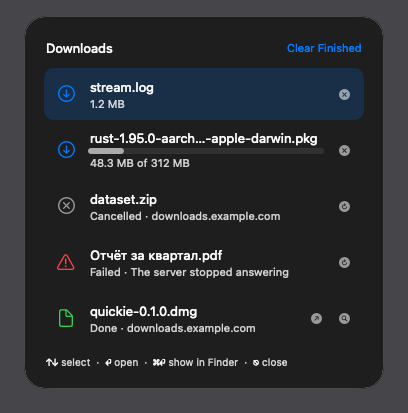 Downloads
Clear Finished
stream.log
1.2 MB
rust-1.95.0-aarch...-apple-darwin.pkg
48.3 MB of 312 MB
dataset.zip
Cancelled · downloads.example.com
Отчёт за квартал.pdf
Failed · The server stopped answering
quickie-0.1.0.dmg
Done · downloads.example.com
↑↓ select · ↩ open · ⌘↩ show in Finder · ⎋ close